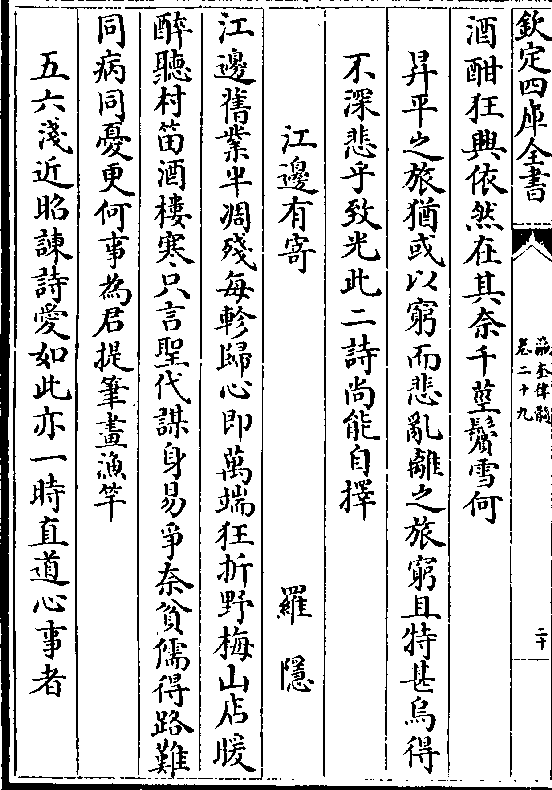 欽定四庫全書
瀛奎律髓
卷二十九
二十
酒酣狂興依然在其奈千莖鬢雪何
昇平之旅猶或以窮而悲亂離之旅窮且特甚烏得
不深悲乎致光此二詩尚能自擇
江邊有寄
羅隱
江邊舊業半凋殘每軫歸心即萬端狂折野梅山店暖
醉聽村笛酒樓寒只言聖代謀身易爭奈貧儒得路難
同病同憂更何事為君提筆畫漁竿
五六淺近昭諫詩愛如此亦一時直道心事者